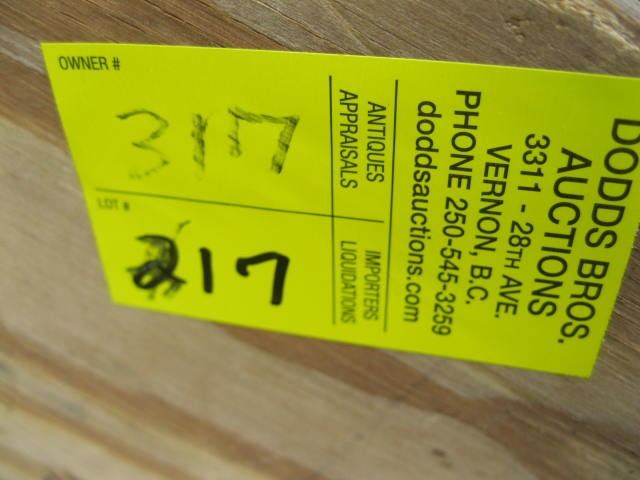 OWNER #
317
LOT #
217
ANTIQUES
APPRAISALS
IMPORTERS
LIQUIDATIONS
DODDS BROS.
AUCTIONS
3311 - 28TH AVE.
VERNON, B.C.
PHONE 250-545-3259
doddsauctions.com